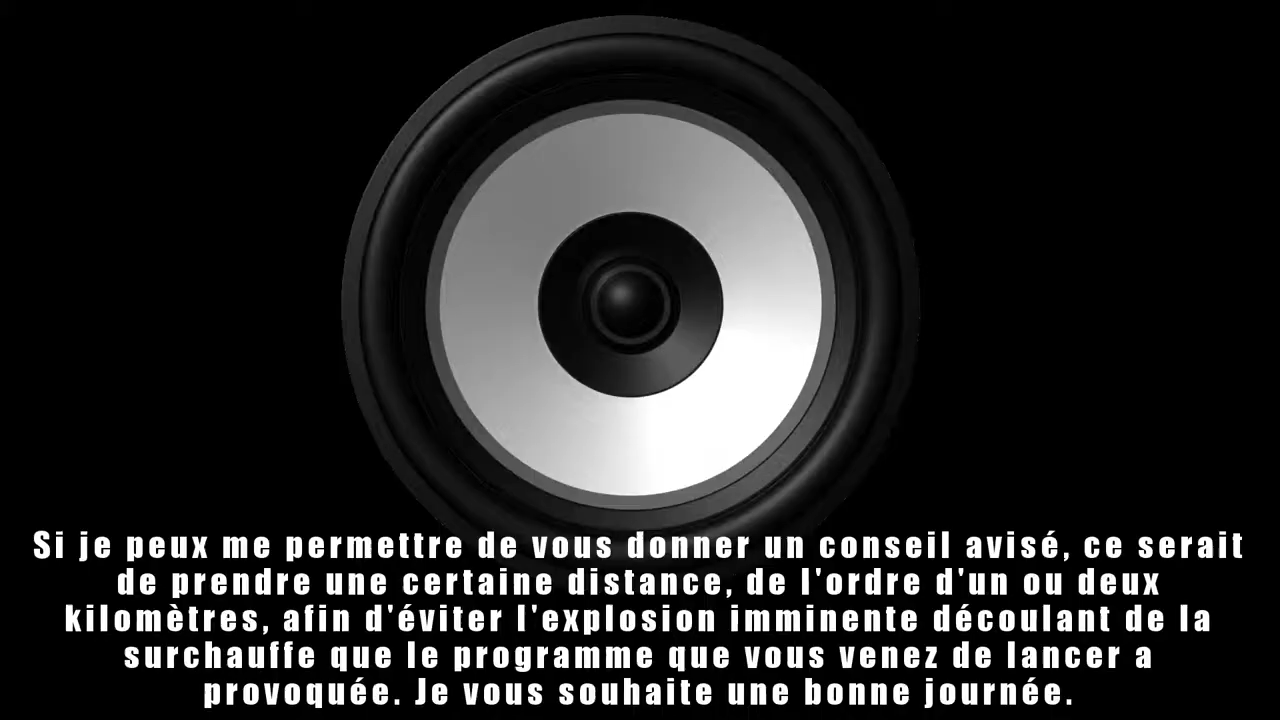 Si je peux me permettre de vous donner un conseil avisé, ce serait
de prendre une certaine distance, de l'ordre d'un ou deux
kilomètres, afin d'éviter l'explosion imminente découlant de la
surchauffe que le programme que vous venez de lancer a
provoquée. Je vous souhaite une bonne journée.